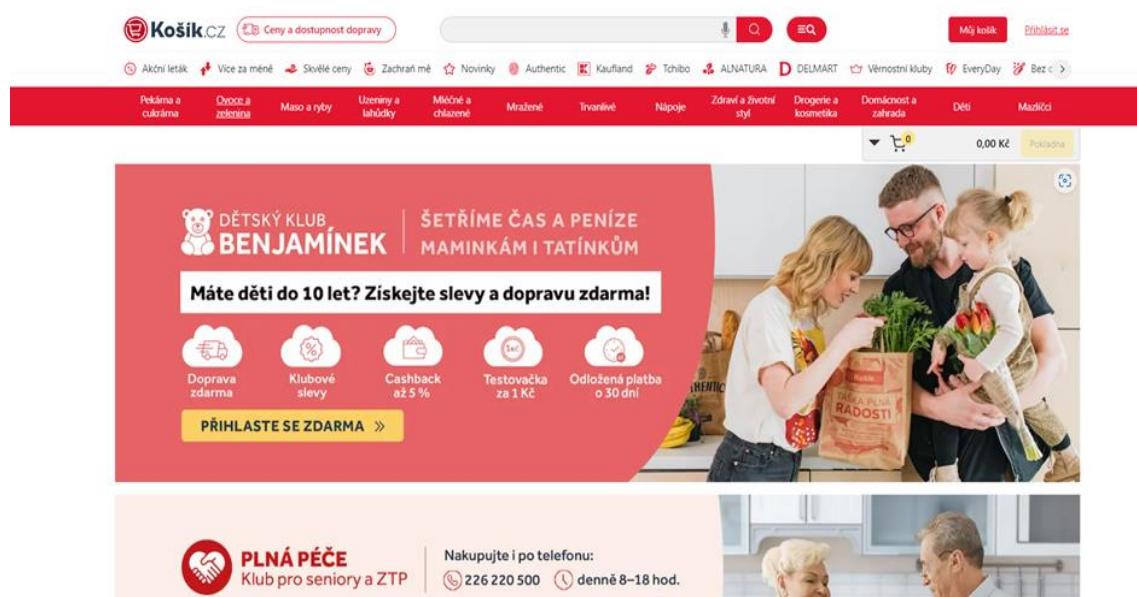 Košík.cz
Ceny a dostupnost dopravy
Můj košík
Přihlásit se
Akční leták
Více za méně
Skvělé ceny
Zachraň mě
Novinky
Authentic
Kaufland
Tchibo
ALNATURA
DELMART
Věrnostní kluby
EveryDay
Bez
Pekárna a
cukrárna
Ovoce a
zelenina
Maso a ryby
Uzeniny a
lahůdky
Mléčné a
chlazené
Mražené
Trvanlivé
Nápoje
Zdraví a životní
styl
Drogerie a
kosmetika
Domácnost a
zahrada
Děti
Mazlíčci
0
0,00 Kč
Pokladna
DĚTSKÝ KLUB
BENJAMÍNEK
ŠETŘÍME ČAS A PENÍZE
MAMINKÁM I TATÍNKŮM
Máte děti do 10 let? Získejte slevy a dopravu zdarma!
Doprava
zdarma
Klubové
slevy
Cashback
až 5 %
1Kč
Testovačka
za 1 Kč
Odložená platba
o 30 dní
PŘIHLASTE SE ZDARMA
Košík
TAŠKA PLNÁ
RADOSTI
PLNÁ PÉČE
Klub pro seniory a ZTP
Nakupujte i po telefonu:
226 220 500
denně 8–18 hod.